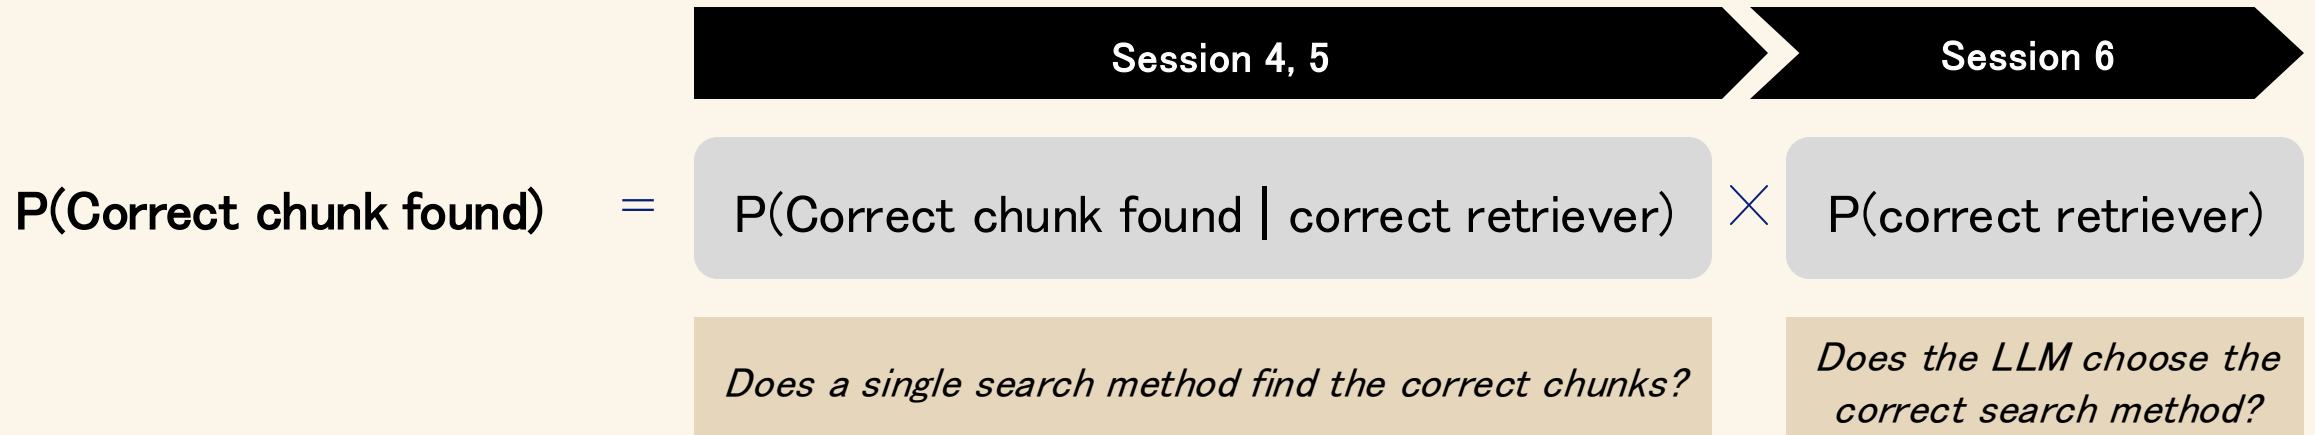 Session 4, 5
Session 6
P(Correct chunk found) = P(Correct chunk found | correct retriever) × P(correct retriever)
Does a single search method find the correct chunks?
Does the LLM choose the
correct search method?